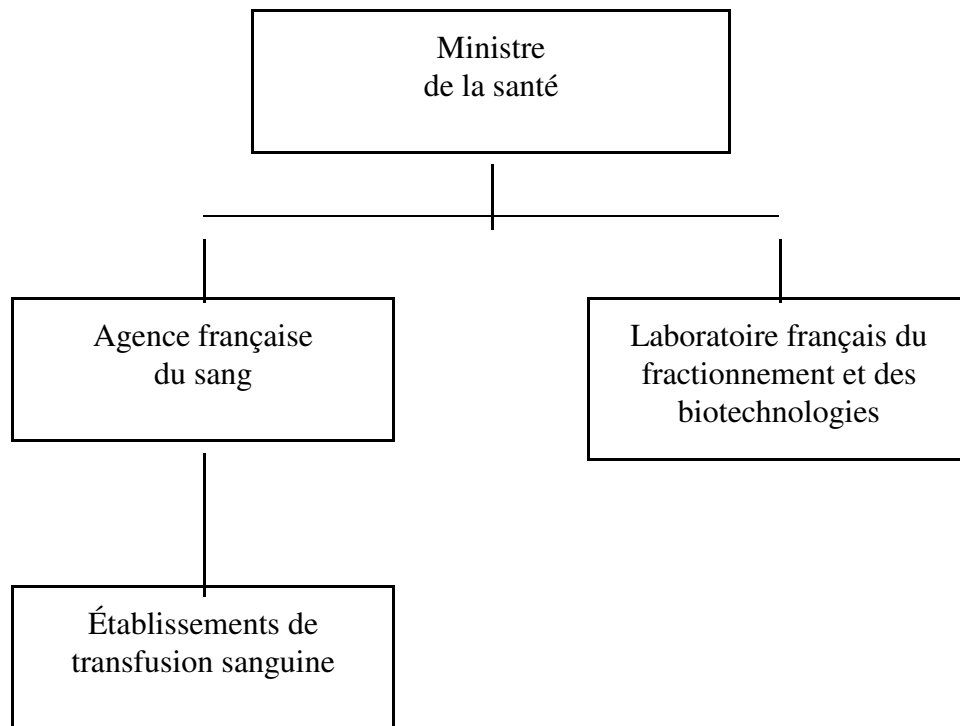 Ministre
de la santé
Agence française
du sang
Laboratoire français du
fractionnement et des
biotechnologies
Établissements de
transfusion sanguine